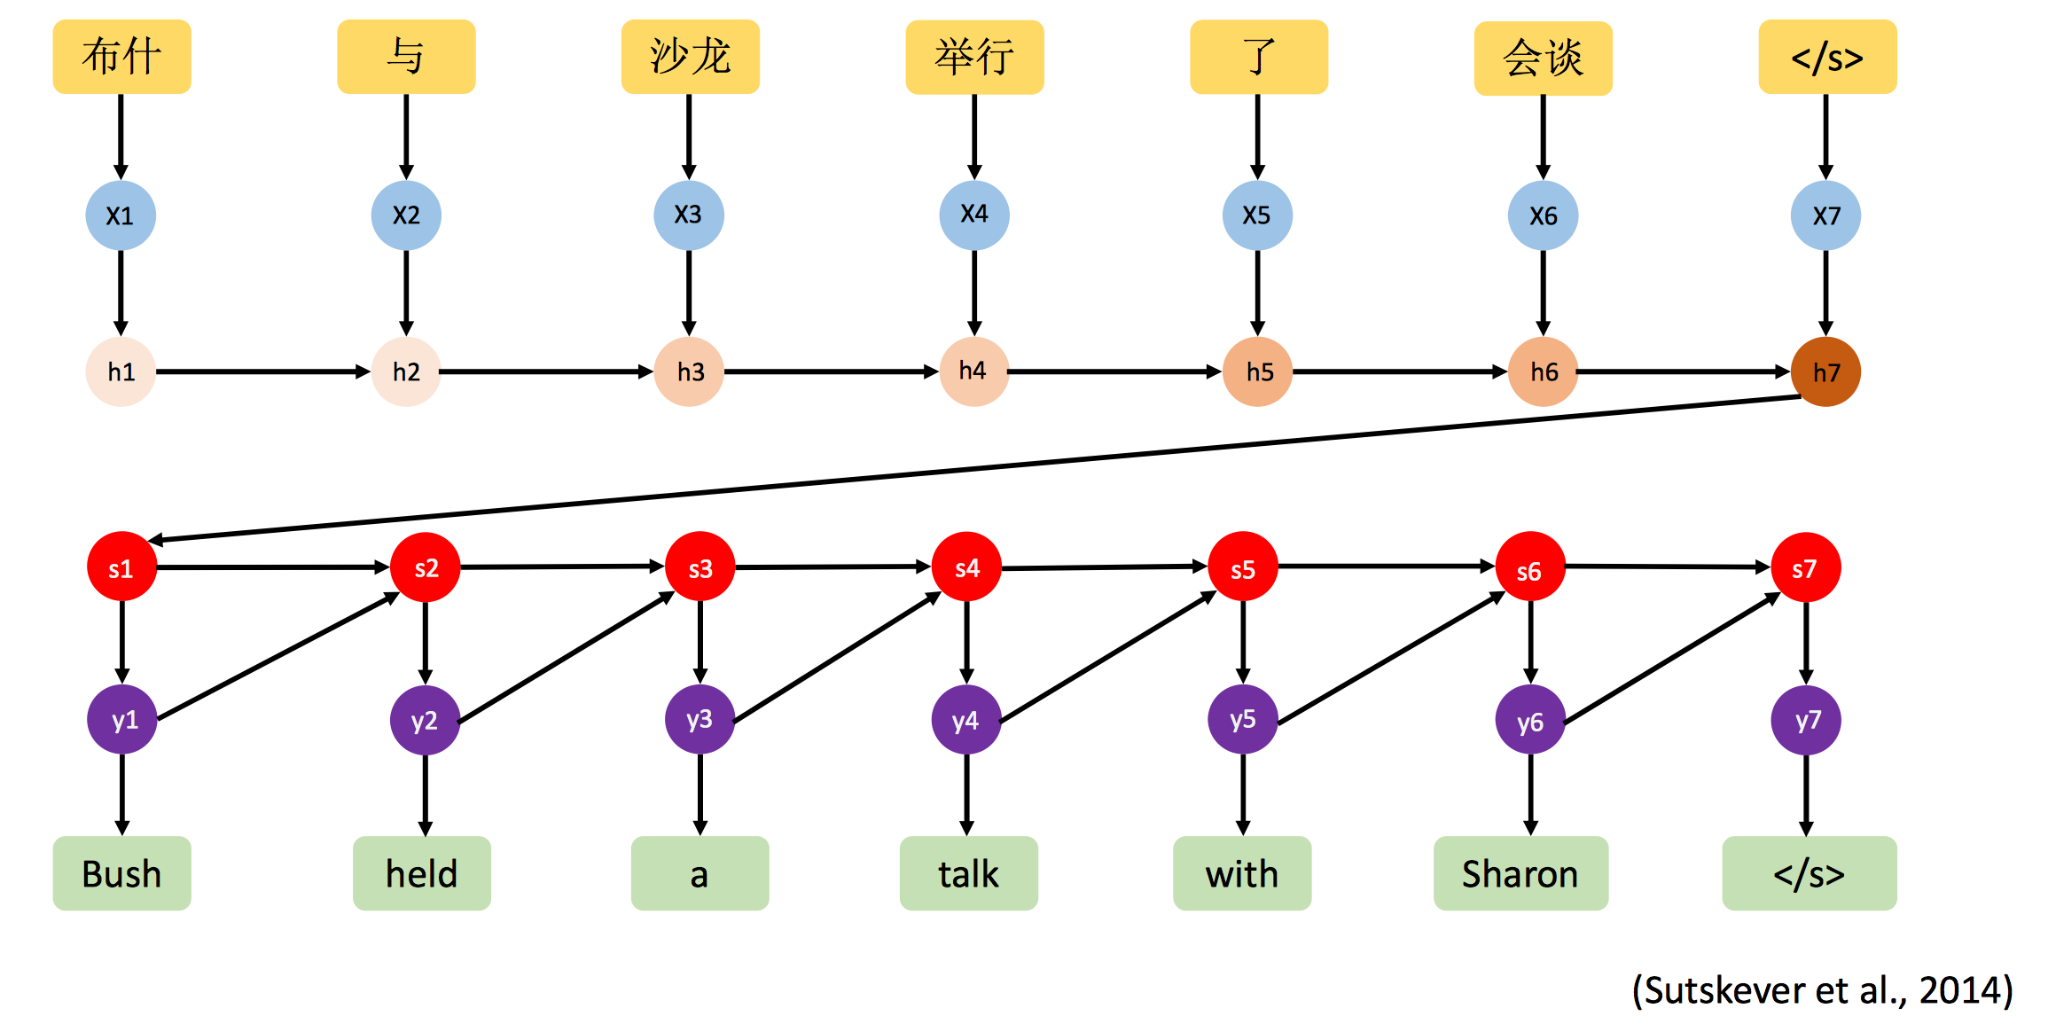 布什 与 沙龙 举行 了 会谈 </s>
X1 X2 X3 X4 X5 X6 X7
h1 h2 h3 h4 h5 h6 h7
s1 s2 s3 s4 s5 s6 s7
y1 y2 y3 y4 y5 y6 y7
Bush held a talk with Sharon </s>
(Sutskever et al., 2014)